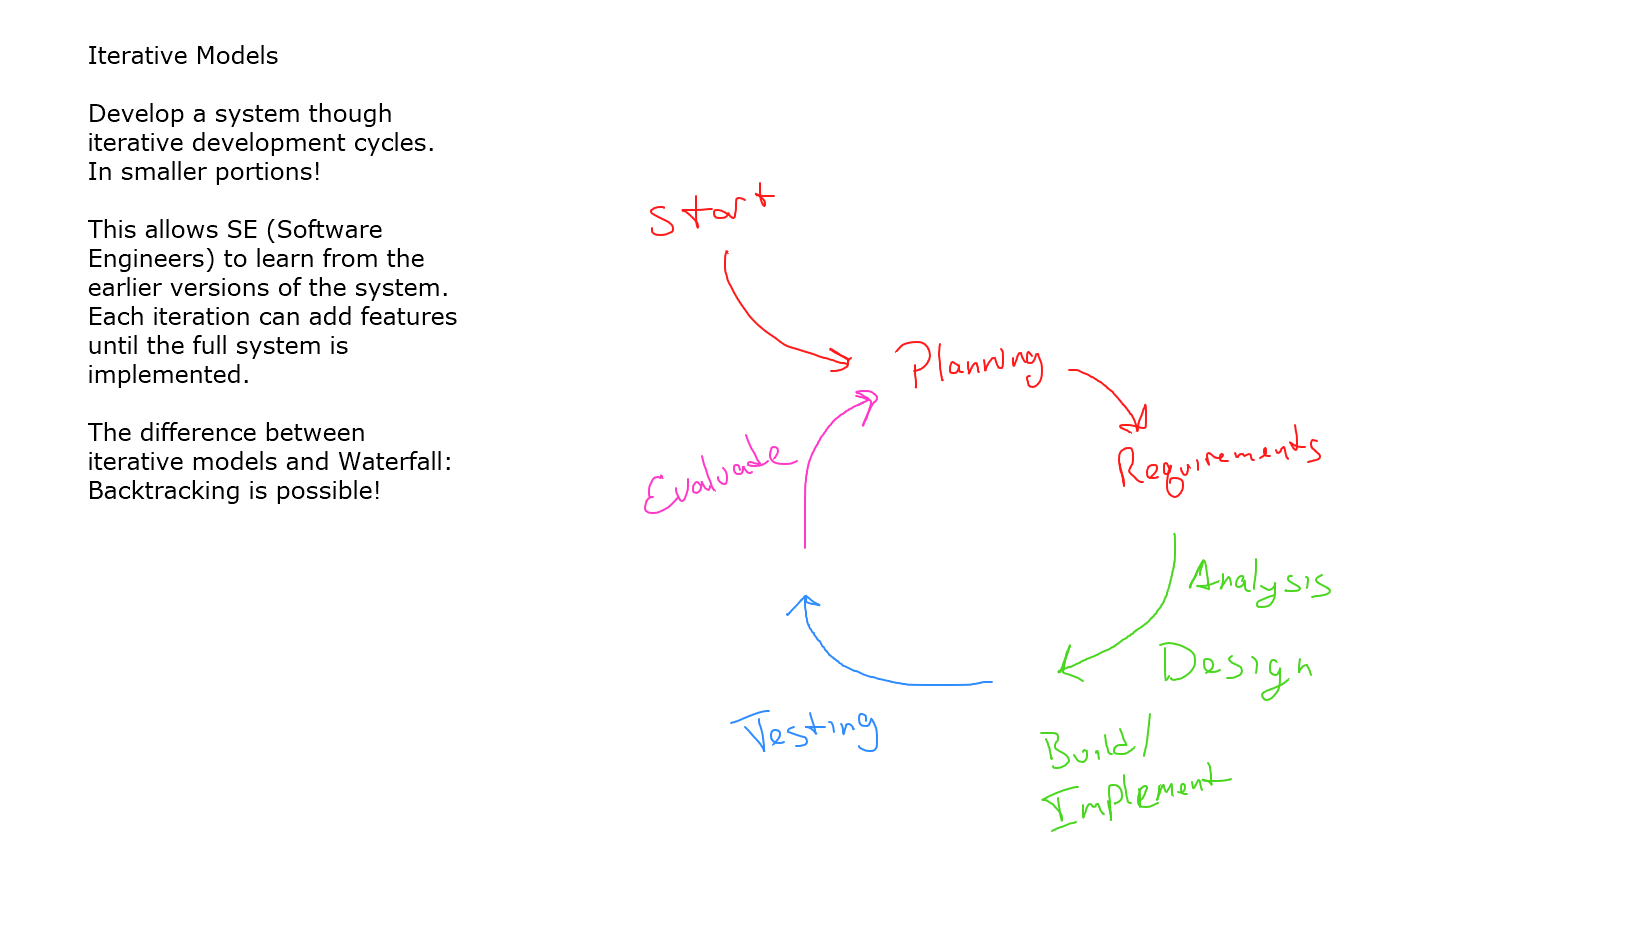 Iterative Models
Develop a system though
iterative development cycles.
In smaller portions!
This allows SE (Software
Engineers) to learn from the
earlier versions of the system.
Each iteration can add features
until the full system is
implemented.
The difference between
iterative models and Waterfall:
Backtracking is possible!
Start
Planning
Requirements
Analysis
Design
Build/
Implement
Testing
Evaluate